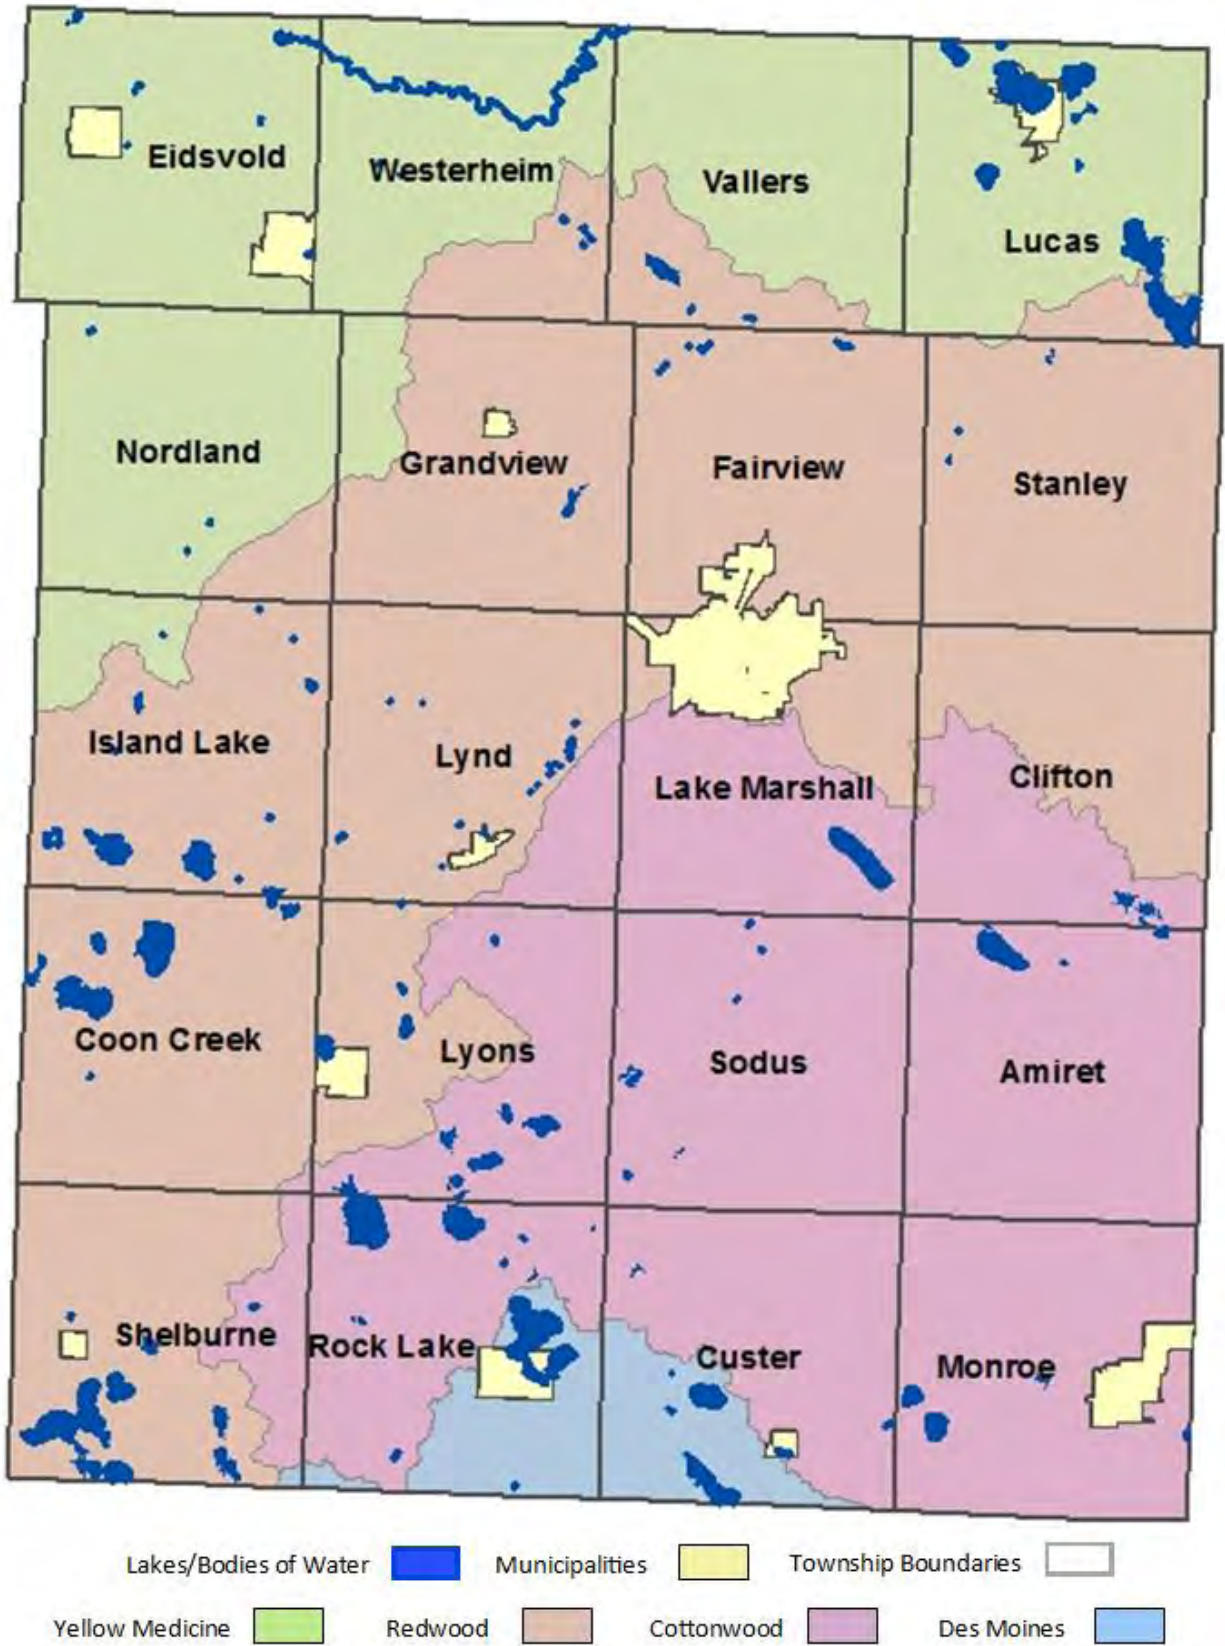 Eidsvold
Westerheim
Vallers
Lucas
Nordland
Grandview
Fairview
Stanley
Island Lake
Lynd
Lake Marshall
Clifton
Coon Creek
Lyons
Sodus
Amiret
Shelburne
Rock Lake
Custer
Monroe
Lakes/Bodies of Water Municipalities Township Boundaries
Yellow Medicine Redwood Cottonwood Des Moines